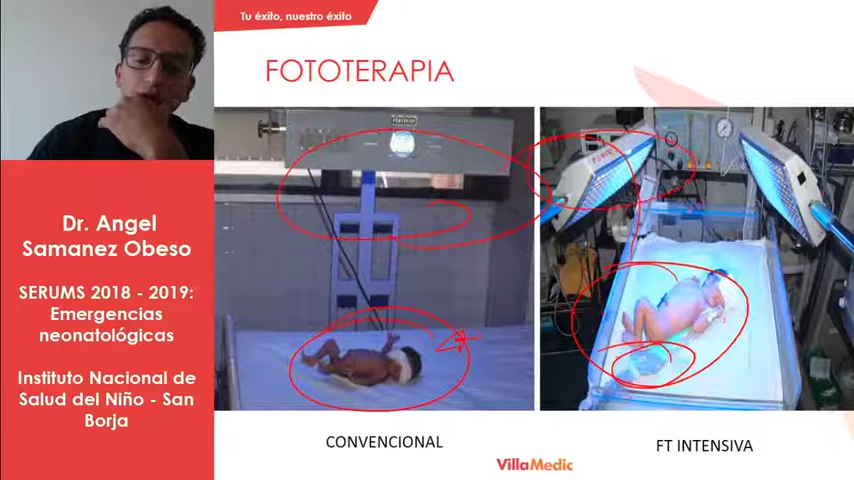 Tu éxito, nuestro éxito
FOTOTERAPIA
Dr. Angel
Samanez Obeso
SERUMS 2018 - 2019:
Emergencias
neonatológicas
Instituto Nacional de
Salud del Niño - San
Borja
CONVENCIONAL
FT INTENSIVA
VillaMedic